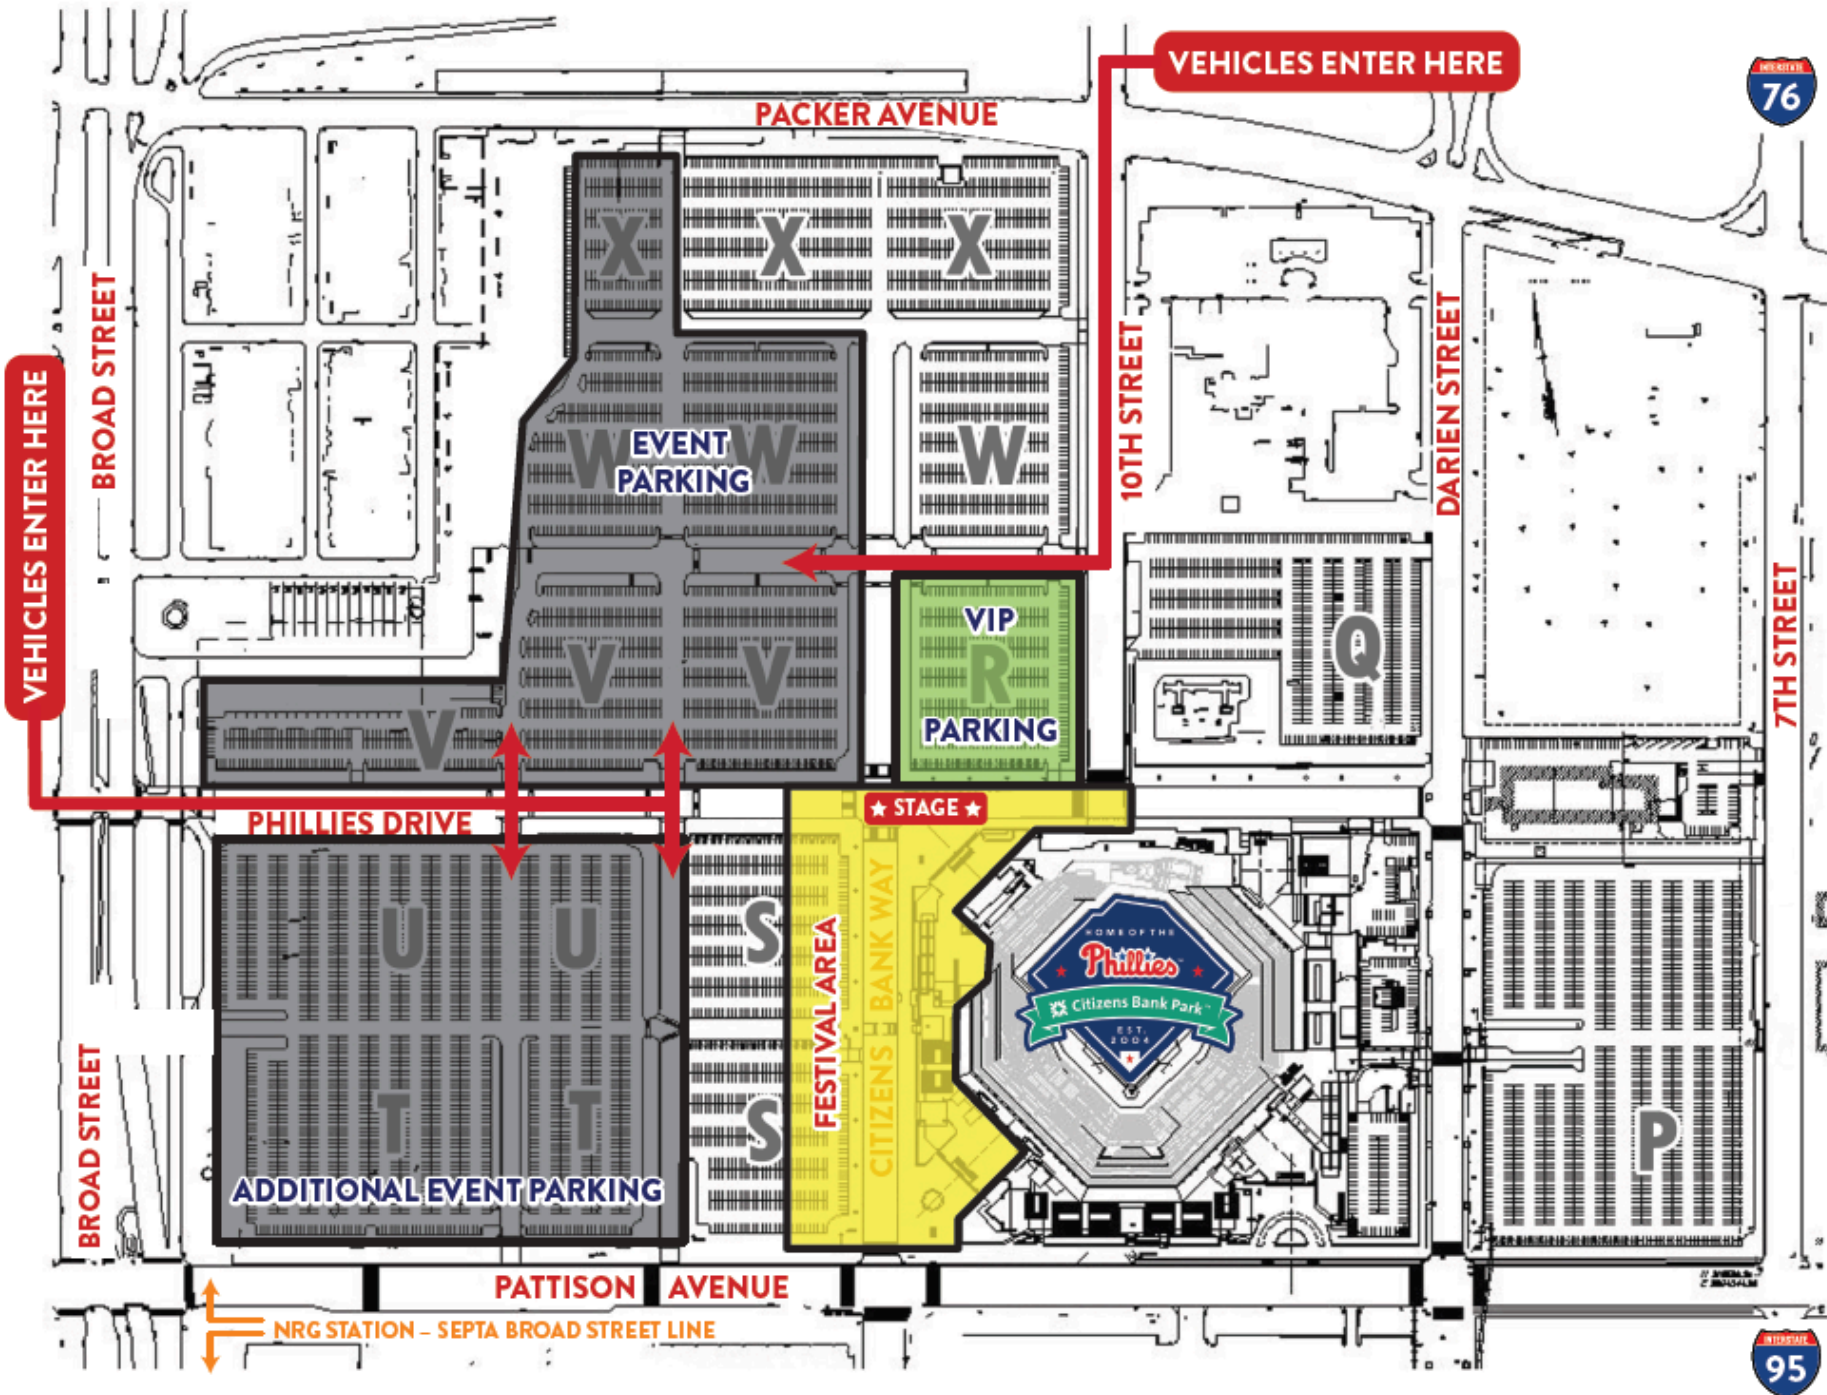 VEHICLES ENTER HERE
INTERSTATE
76
PACKER AVENUE
X
X
X
BROAD STREET
VEHICLES ENTER HERE
10TH STREET
DARIEN STREET
7TH STREET
W
EVENT
PARKING
W
W
VIP
R
PARKING
Q
V
V
V
STAGE
PHILLIES DRIVE
U
U
S
FESTIVAL AREA
CITIZENS BANK WAY
HOME OF THE
Phillies
Citizens Bank Park
EST.
2004
BROAD STREET
T
T
S
P
ADDITIONAL EVENT PARKING
PATTISON AVENUE
NRG STATION – SEPTA BROAD STREET LINE
INTERSTATE
95